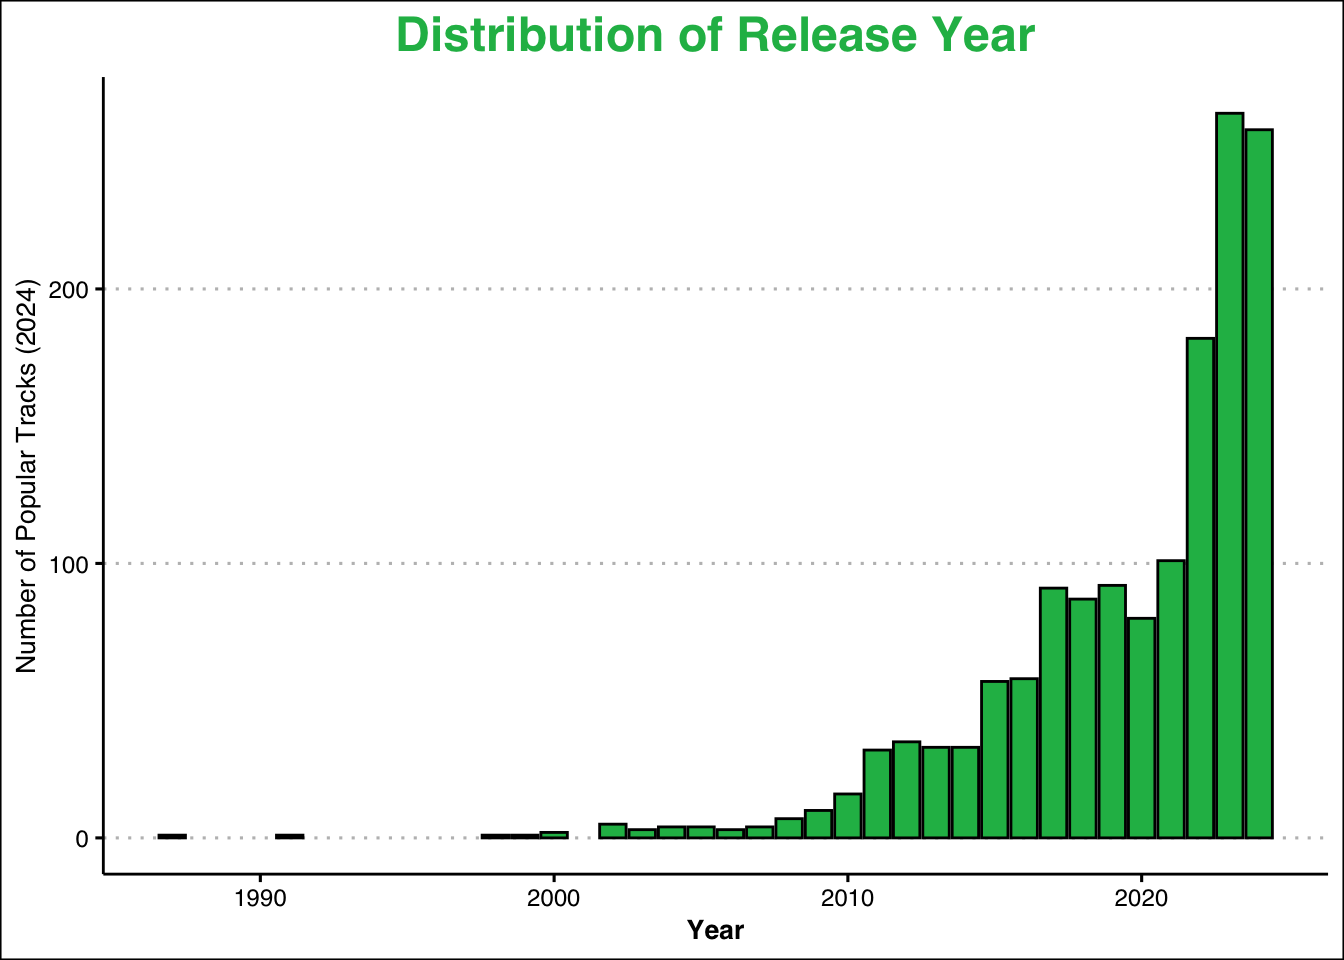 Distribution of Release Year
Number of Popular Tracks (2024)
200
100
0
1990 2000 2010 2020
Year